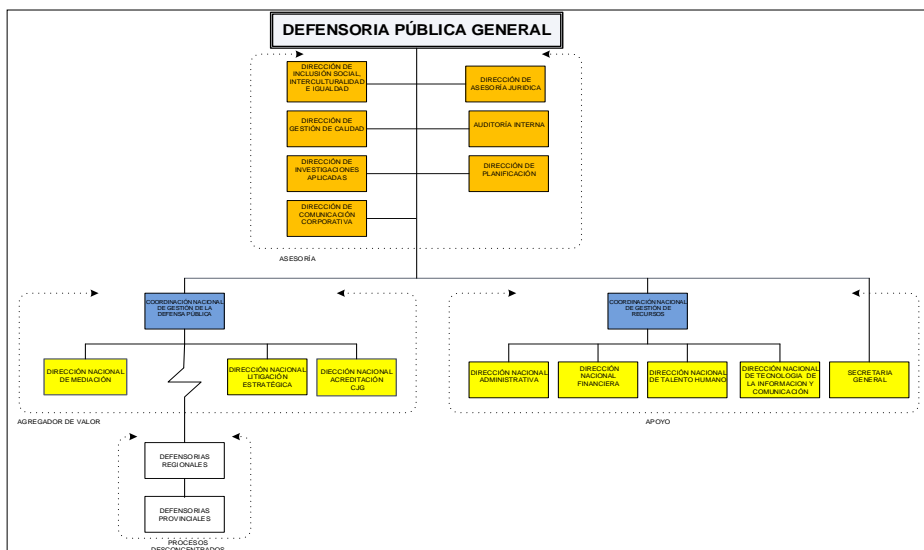 DEFENSORIA PÚBLICA GENERAL
DIRECCIÓN DE
INCLUSIÓN SOCIAL,
INTERCULTURALIDAD
E IGUALDAD
DIRECCIÓN DE
ASESORÍA JURIDICA
DIRECCIÓN DE
GESTIÓN DE CALIDAD
AUDITORÍA INTERNA
DIRECCIÓN DE
INVESTIGACIONES
APLICADAS
DIRECCIÓN DE
PLANIFICACIÓN
DIRECCIÓN DE
COMUNICACIÓN
CORPORATIVA
ASESORÍA
COORDINACIÓN NACIONAL
DE GESTIÓN DE LA
DEFENSA PÚBLICA
COORDINACIÓN NACIONAL
DE GESTIÓN DE
RECURSOS
DIRECCIÓN NACIONAL
DE MEDIACIÓN
DIRECCIÓN NACIONAL
LITIGACIÓN
ESTRATÉGICA
DIECCIÓN NACIONAL
ACREDITACIÓN
CJG
DIRECCIÓN NACIONAL
ADMINISTRATIVA
DIRECCIÓN
NACIONAL
FINANCIERA
DIRECCIÓN NACIONAL
DE TALENTO HUMANO
DIRECCIÓN NACIONAL
DE TECNOLOGIA DE
LA INFORMACION Y
COMUNICACIÓN
SECRETARIA
GENERAL
AGREGADOR DE VALOR
APOYO
DEFENSORIAS
REGIONALES
DEFENSORIAS
PROVINCIALES
PROCESOS
DESCONCENTRADOS